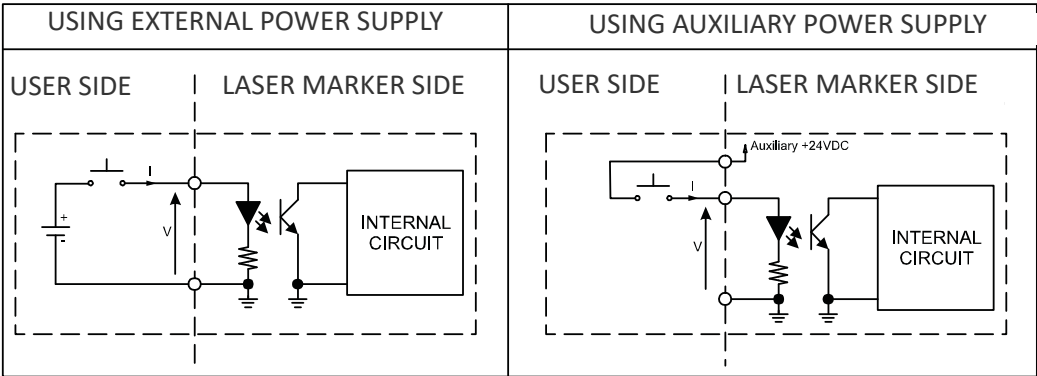 USING EXTERNAL POWER SUPPLY
USER SIDE
LASER MARKER SIDE
I
+
-
V
INTERNAL
CIRCUIT
USING AUXILIARY POWER SUPPLY
USER SIDE
LASER MARKER SIDE
Auxiliary +24VDC
I
V
INTERNAL
CIRCUIT